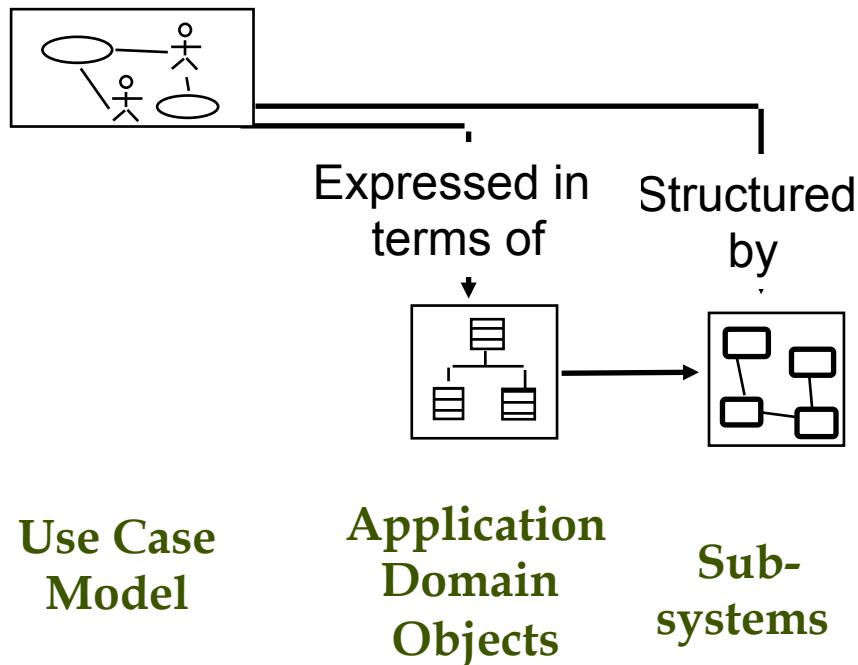 Expressed in
terms of
Structured
by
Use Case
Model
Application
Domain
Objects
Sub-
systems